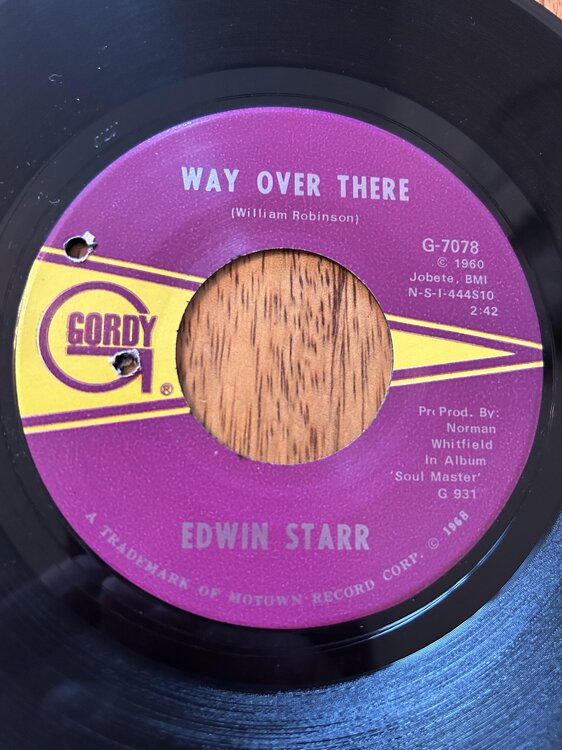 WAY OVER THERE
(William Robinson)
G-7078
© 1960
Jobete, BMI
N-S-I-444S10
2:42
GORDY
®
Pr Prod. By:
Norman
Whitfield
In Album
'Soul Master'
G 931
EDWIN STARR
A TRADEMARK OF MOTOWN RECORD CORP. © 1968